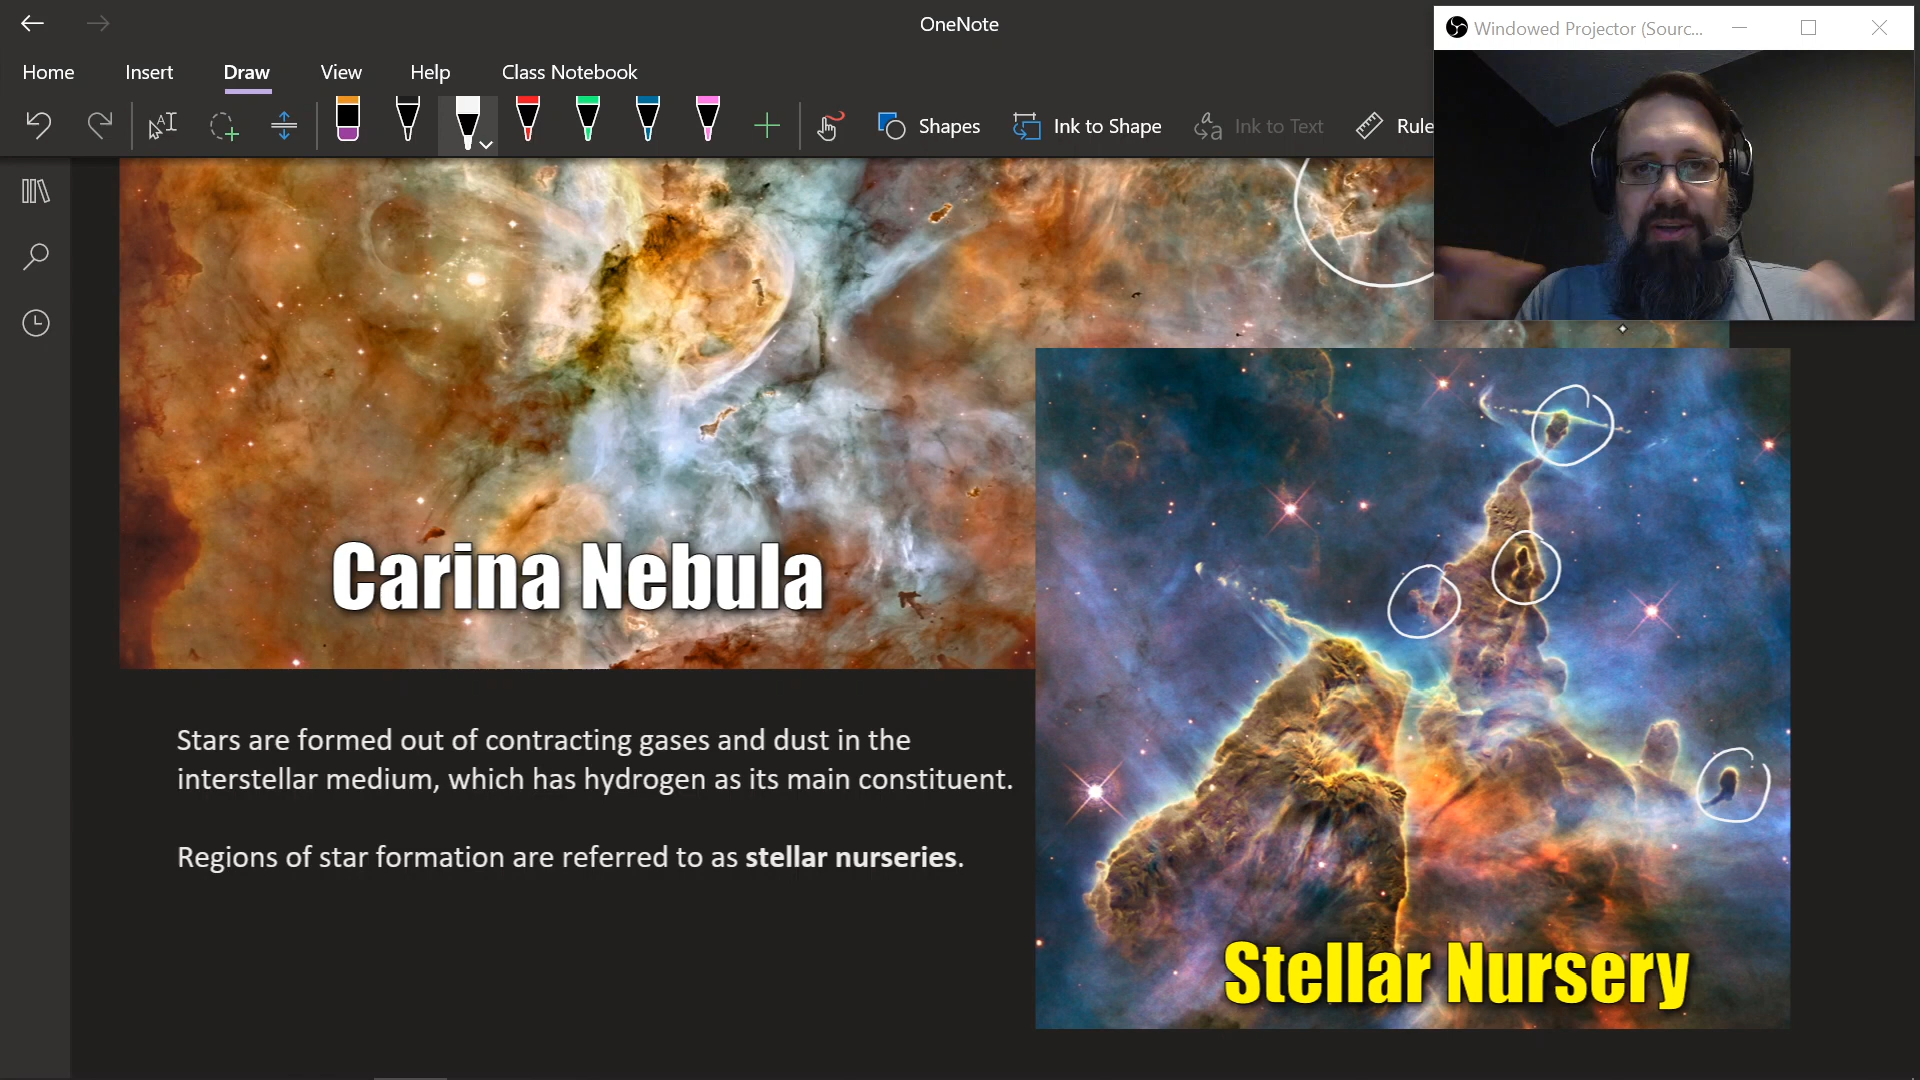 OneNote
Windowed Projector (Sourc...
Home Insert Draw View Help Class Notebook
Shapes Ink to Shape Ink to Text Rule
Carina Nebula
Stars are formed out of contracting gases and dust in the
interstellar medium, which has hydrogen as its main constituent.
Regions of star formation are referred to as stellar nurseries.
Stellar Nursery